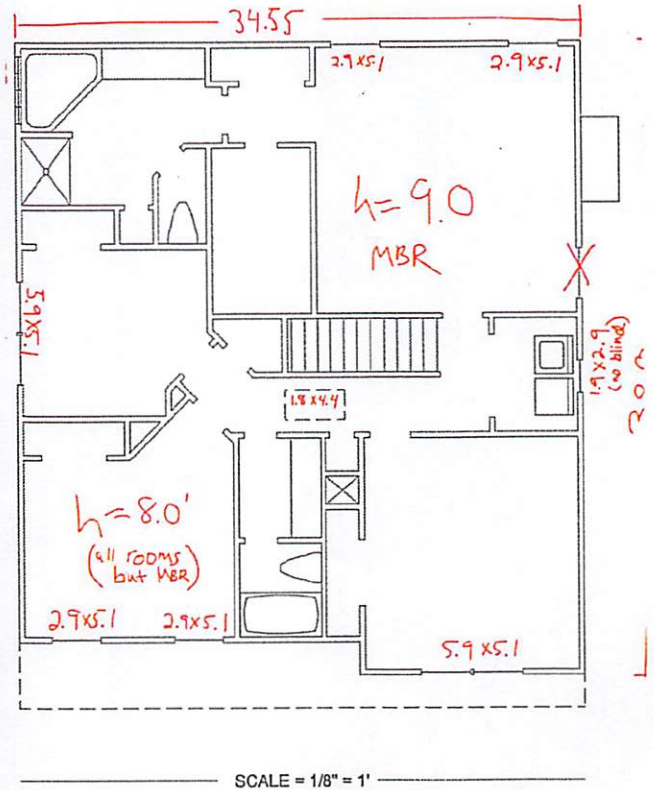 34.55
2.9x5.1
2.9x5.1
h=9.0
MBR
5.9x5.1
1.9x2.9
(no blind)
1.8x4.4
h=8.0'
(all rooms
but MBR)
2.9x5.1
2.9x5.1
5.9x5.1
SCALE = 1/8" = 1'